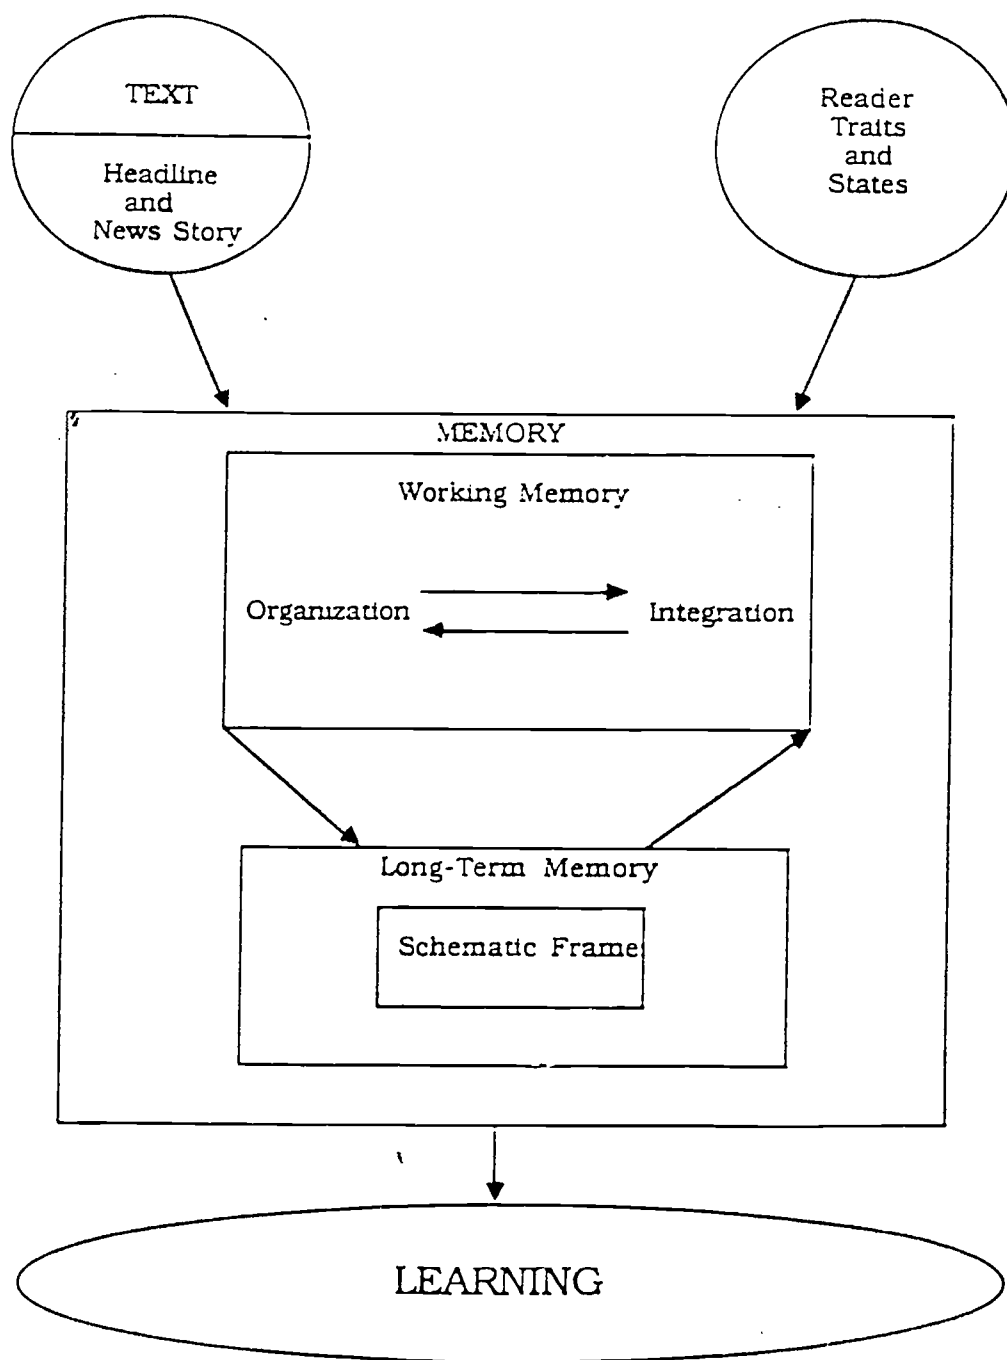 TEXT
Headline
and
News Story
Reader
Traits
and
States
MEMORY
Working Memory
Organization
Integration
Long-Term Memory
Schematic Frame
LEARNING